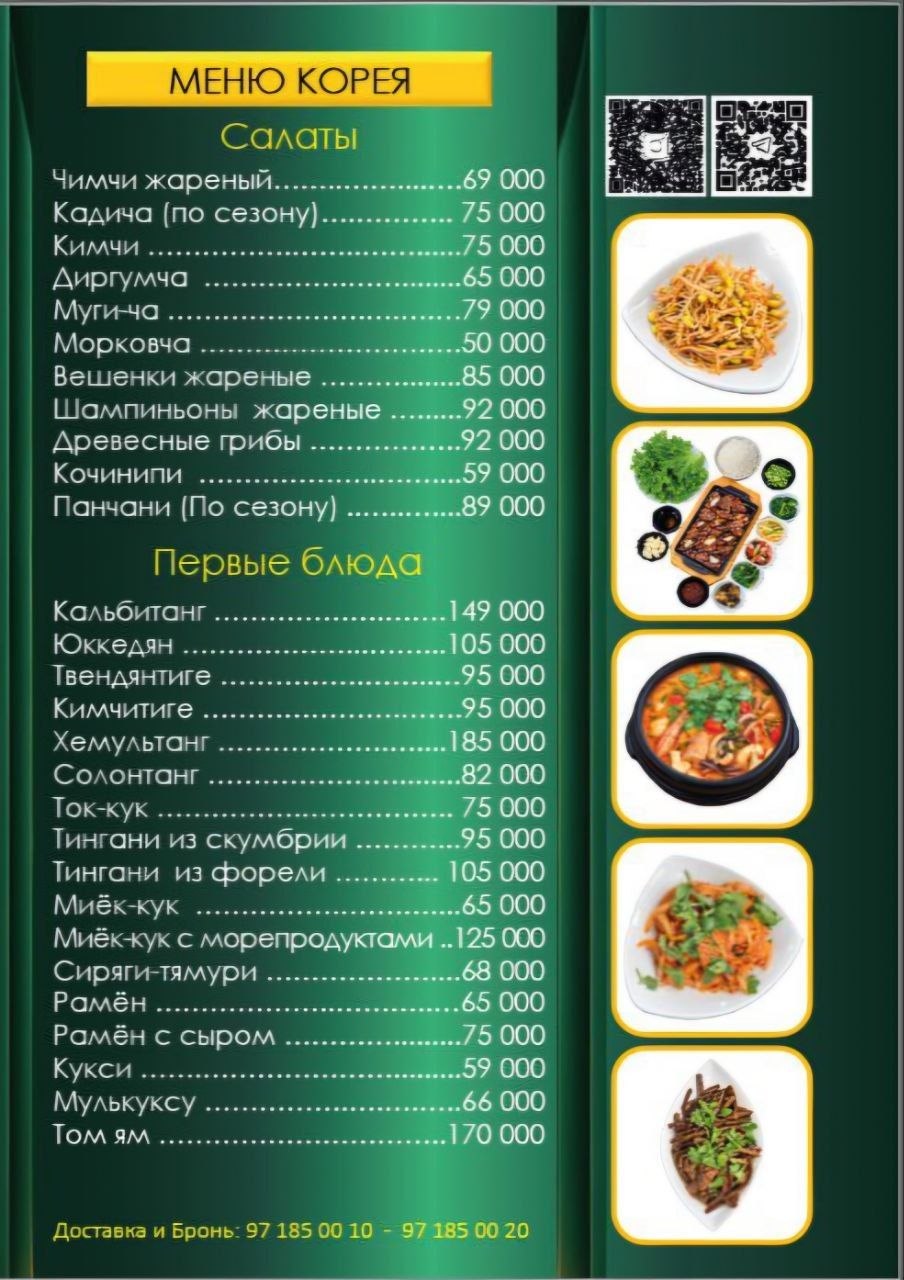 МЕНЮ КОРЕЯ
Салаты
Чимчи жареный........................69 000
Кадича (по сезону)................. 75 000
Кимчи ........................................75 000
Диргумча .................................65 000
Муги-ча .....................................79 000
Морковча .................................50 000
Вешенки жареные ..................85 000
Шампиньоны жареные .........92 000
Древесные грибы ...................92 000
Кочинипи .................................59 000
Панчани (По сезону) ...............89 000
Первые блюда
Кальбитанг .............................149 000
Юккедян .................................105 000
Твендянтиге ..............................95 000
Кимчитиге .................................95 000
Хемультанг .............................185 000
Солонтанг ................................82 000
Ток-кук ...................................... 75 000
Тингани из скумбрии .............95 000
Тингани из форели ........... 105 000
Миёк-кук .................................65 000
Миёк-кук с морепродуктами ..125 000
Сиряги-тямури .........................68 000
Рамён .......................................65 000
Рамён с сыром .......................75 000
Кукси .........................................59 000
Мулькуксу .................................66 000
Том ям ....................................170 000
Доставка и Бронь: 97 185 00 10 - 97 185 00 20